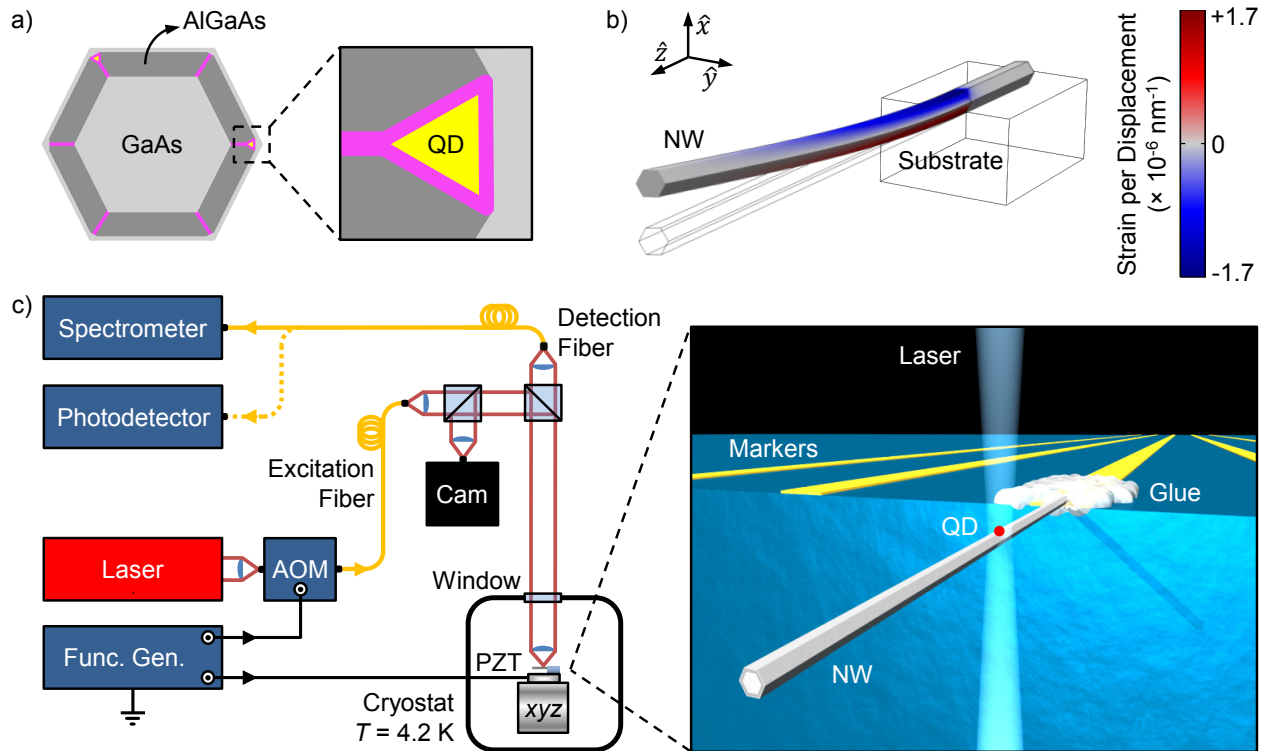 a)
AlGaAs
GaAs
QD
b)
x̂
ẑ
ŷ
NW
Substrate
Strain per Displacement
(× 10⁻⁶ nm⁻¹)
+1.7
0
-1.7
c)
Spectrometer
Photodetector
Detection
Fiber
Excitation
Fiber
Cam
Laser
AOM
Func. Gen.
Window
PZT
xyz
Cryostat
T = 4.2 K
Laser
Markers
Glue
QD
NW